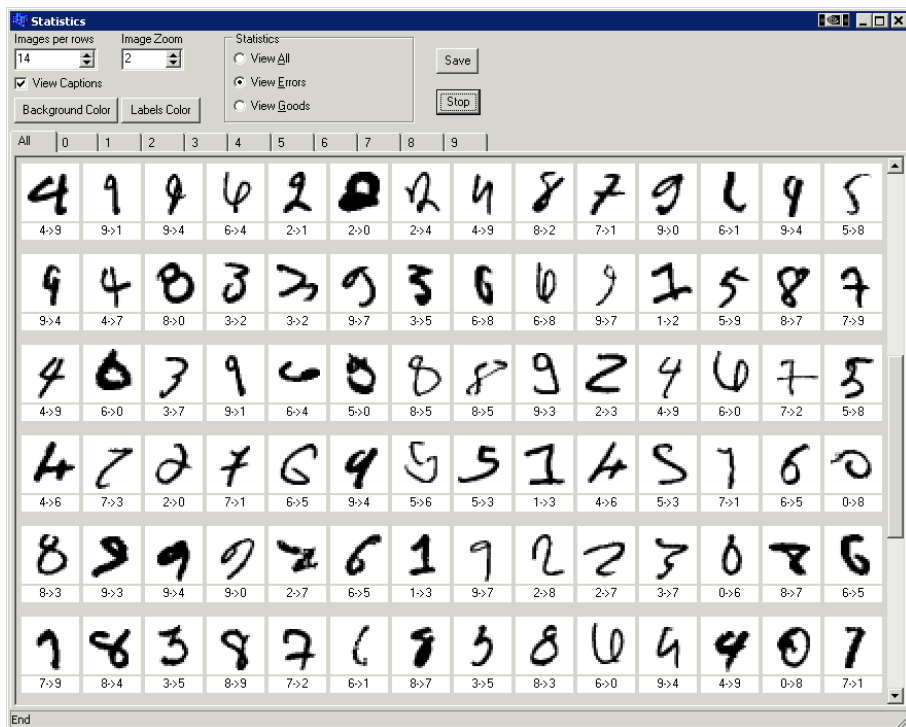 Statistics
Images per rows Image Zoom Statistics
14 2 View All Save
View Captions View Errors
Background Color Labels Color View Goods Stop
All 0 1 2 3 4 5 6 7 8 9
4->9 9->1 9->4 6->4 2->1 2->0 2->4 4->9 8->2 7->1 9->0 6->1 9->4 5->8
9->4 4->7 8->0 3->2 3->2 9->7 3->5 6->8 6->8 9->7 1->2 5->9 8->7 7->9
4->9 6->0 3->7 9->1 6->4 5->0 8->5 8->5 9->3 2->3 4->9 6->0 7->2 5->8
4->6 7->3 2->0 7->1 6->5 9->4 5->6 5->3 1->3 4->6 5->3 7->1 6->5 0->8
8->3 9->3 9->4 9->0 2->7 6->5 1->3 9->7 2->8 2->7 3->7 0->6 8->7 6->5
7->9 8->4 3->5 8->9 7->2 6->1 8->7 3->5 8->3 6->0 9->4 4->9 0->8 7->1
End